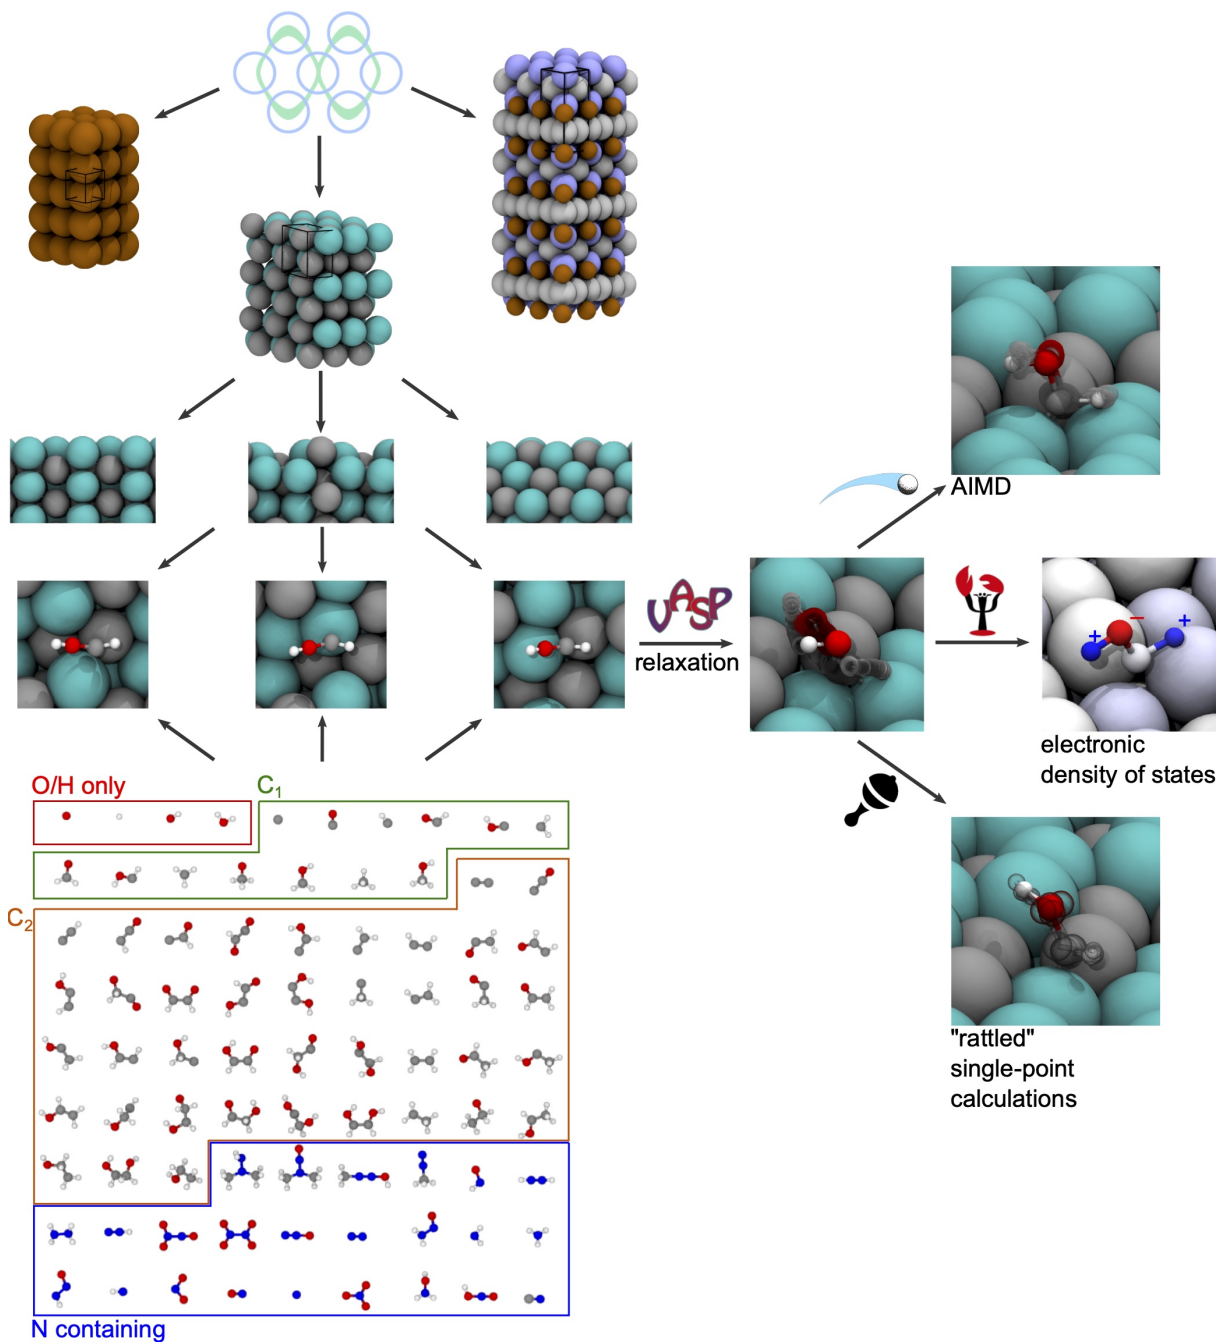 AIMD
VASP
relaxation
+
−
+
electronic
density of states
O/H only
C₁
C₂
"rattled"
single-point
calculations
N containing